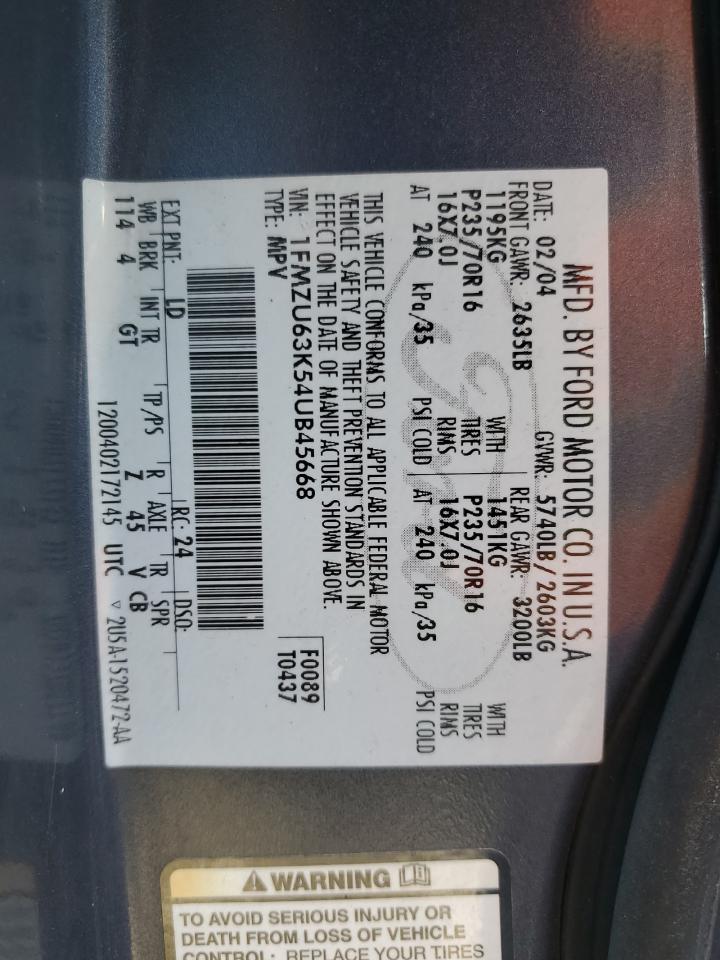 MFD. BY FORD MOTOR CO. IN U.S.A.
DATE: 02/04 GVWR: 5740LB / 2603KG
FRONT GAWR: 2635LB REAR GAWR: 3200LB
1195KG WITH 1451KG WITH
P235/70R16 TIRES P235/70R16 TIRES
16X7.0J RIMS 16X7.0J RIMS
AT 240 kPa/35 PSI COLD AT 240 kPa/35 PSI COLD
THIS VEHICLE CONFORMS TO ALL APPLICABLE FEDERAL MOTOR
VEHICLE SAFETY AND THEFT PREVENTION STANDARDS IN
EFFECT ON THE DATE OF MANUFACTURE SHOWN ABOVE.
VIN: 1FMZU63K54UB45668 F0089
TYPE: MPV T0437
EXT PNT: LD RC: 24 DSO:
WB BRK INT TR TP/PS R AXLE TR SPR
114 4 GT Z 45 V CB
12004021 72145 UTC ▽ 2U5A-1520472-AA
WARNING
TO AVOID SERIOUS INJURY OR
DEATH FROM LOSS OF VEHICLE
CONTROL: REPLACE YOUR TIRES